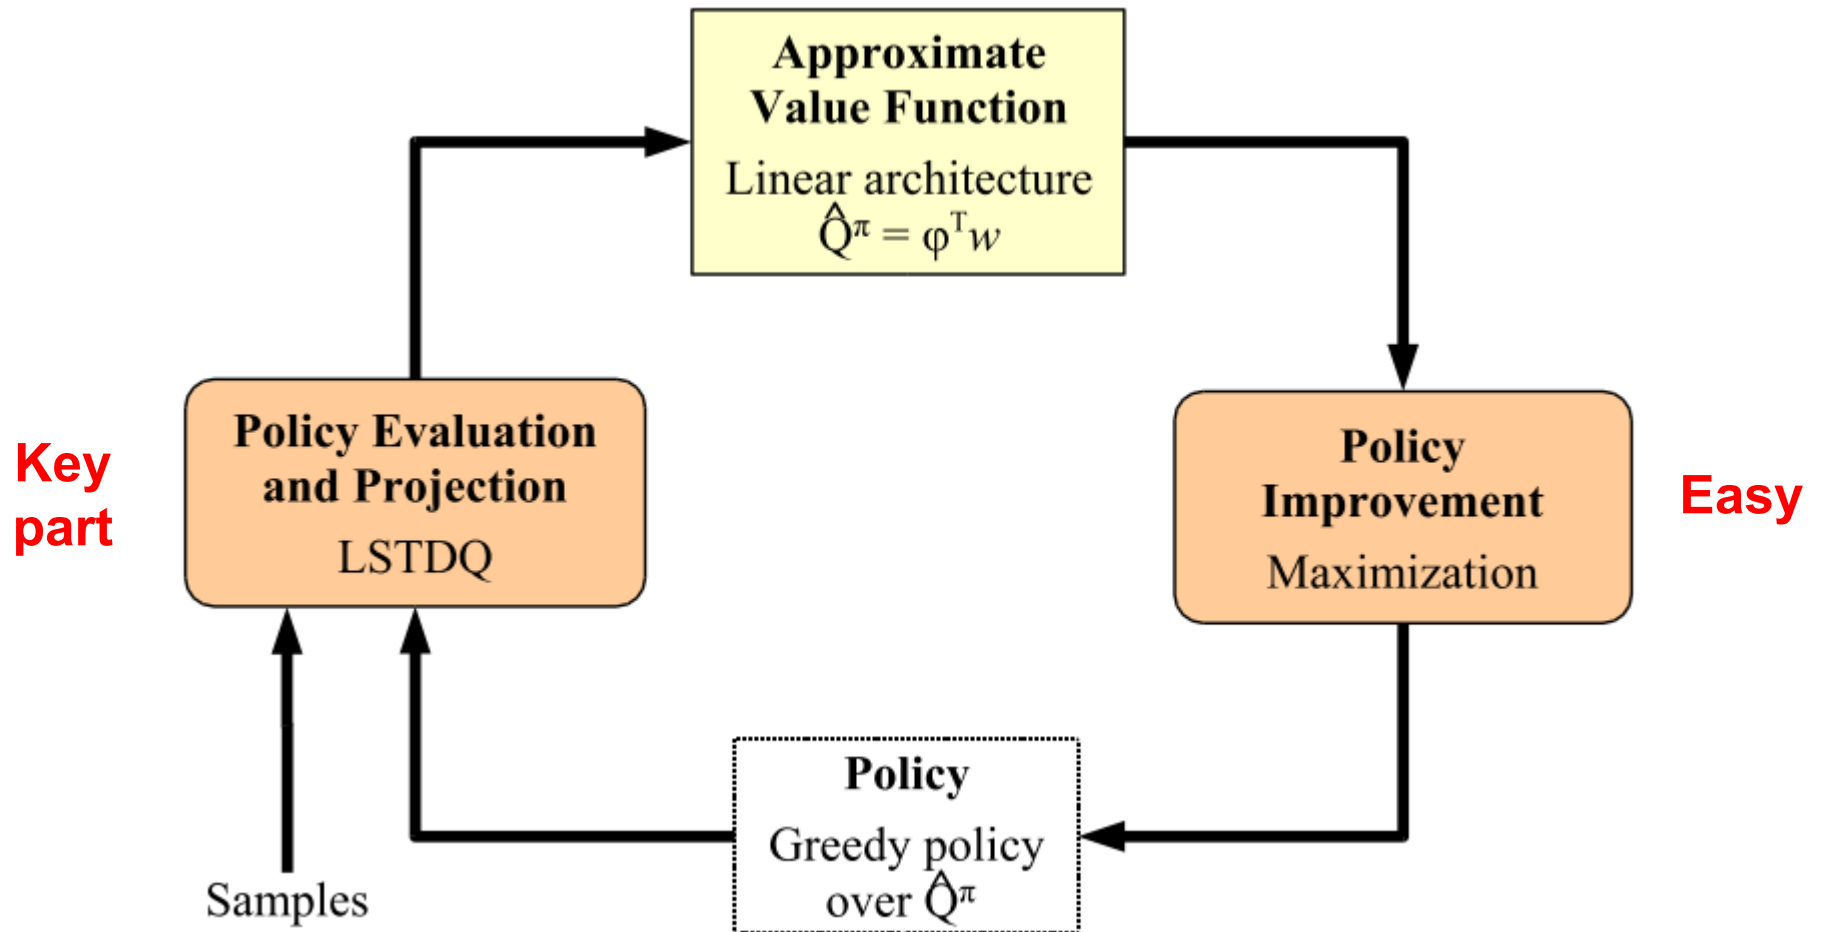 Approximate
Value Function
Linear architecture
Q̂^π = φ^T w
Key
part
Policy Evaluation
and Projection
LSTDQ
Policy
Improvement
Maximization
Easy
Policy
Greedy policy
over Q̂^π
Samples